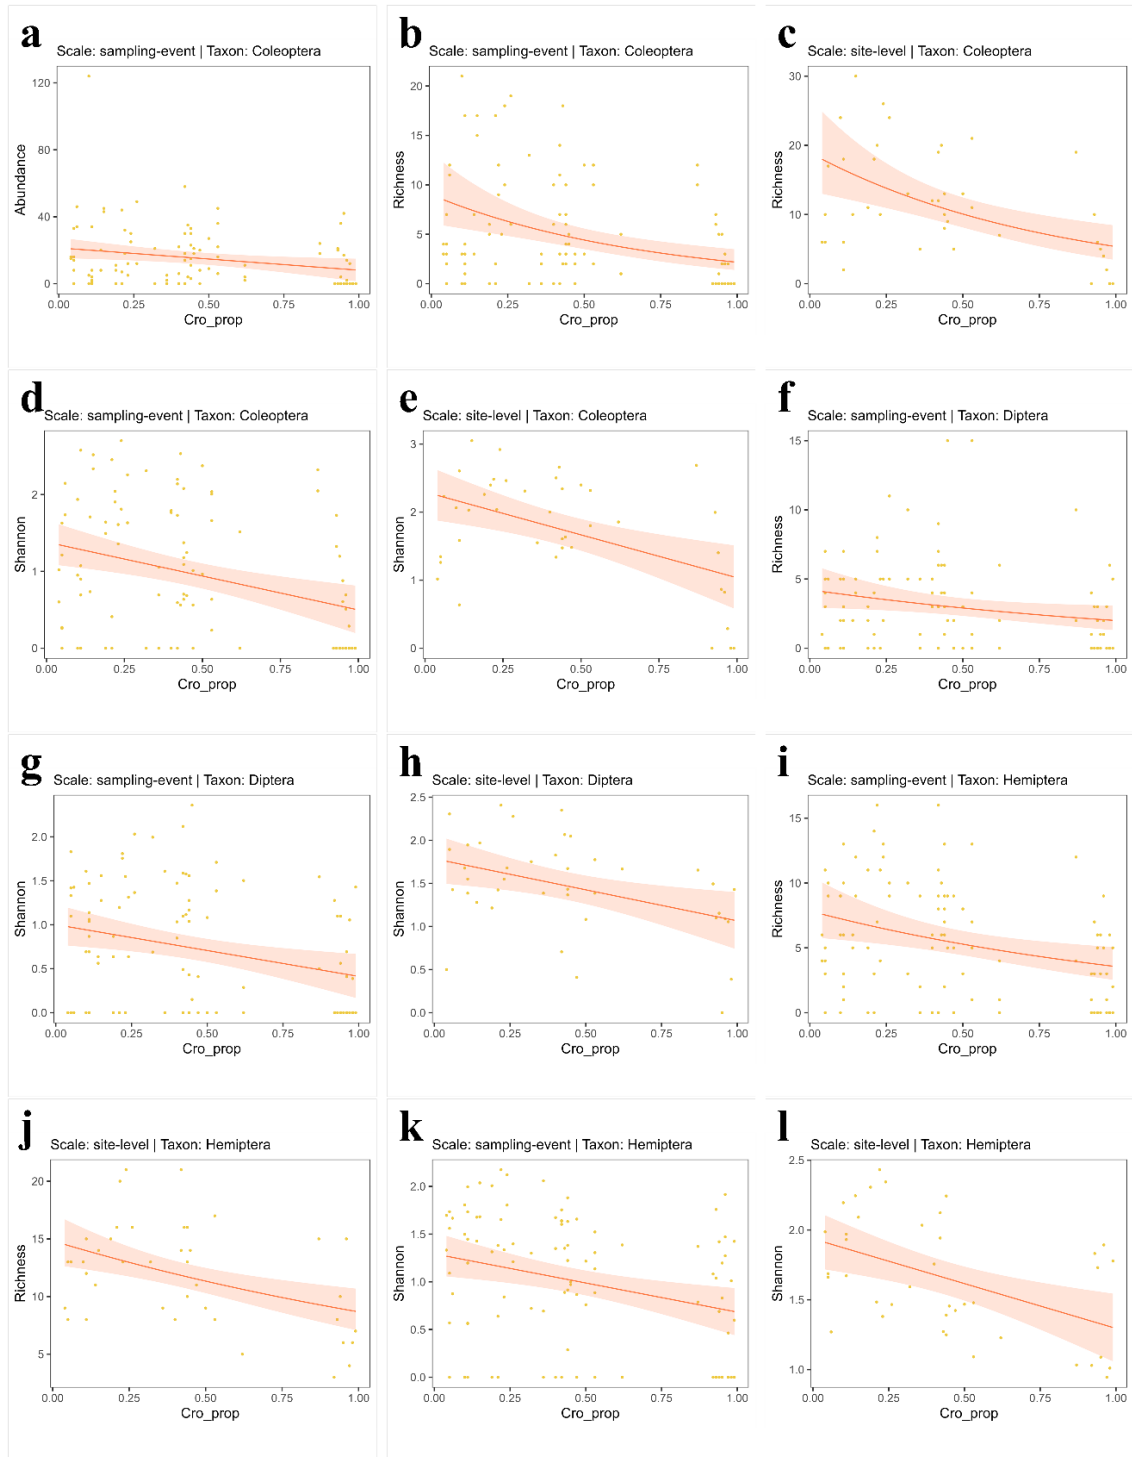 a
Scale: sampling-event | Taxon: Coleoptera
Abundance
120
80
40
0
0.00 0.25 0.50 0.75 1.00
Cro_prop
b
Scale: sampling-event | Taxon: Coleoptera
Richness
20
15
10
5
0
0.00 0.25 0.50 0.75 1.00
Cro_prop
c
Scale: site-level | Taxon: Coleoptera
Richness
30
20
10
0
0.00 0.25 0.50 0.75 1.00
Cro_prop
d
Scale: sampling-event | Taxon: Coleoptera
Shannon
2
1
0
0.00 0.25 0.50 0.75 1.00
Cro_prop
e
Scale: site-level | Taxon: Coleoptera
Shannon
3
2
1
0
0.00 0.25 0.50 0.75 1.00
Cro_prop
f
Scale: sampling-event | Taxon: Diptera
Richness
15
10
5
0
0.00 0.25 0.50 0.75 1.00
Cro_prop
g
Scale: sampling-event | Taxon: Diptera
Shannon
2.0
1.5
1.0
0.5
0.0
0.00 0.25 0.50 0.75 1.00
Cro_prop
h
Scale: site-level | Taxon: Diptera
Shannon
2.5
2.0
1.5
1.0
0.5
0.0
0.00 0.25 0.50 0.75 1.00
Cro_prop
i
Scale: sampling-event | Taxon: Hemiptera
Richness
15
10
5
0
0.00 0.25 0.50 0.75 1.00
Cro_prop
j
Scale: site-level | Taxon: Hemiptera
Richness
20
15
10
5
0.00 0.25 0.50 0.75 1.00
Cro_prop
k
Scale: sampling-event | Taxon: Hemiptera
Shannon
2.0
1.5
1.0
0.5
0.0
0.00 0.25 0.50 0.75 1.00
Cro_prop
l
Scale: site-level | Taxon: Hemiptera
Shannon
2.5
2.0
1.5
1.0
0.00 0.25 0.50 0.75 1.00
Cro_prop